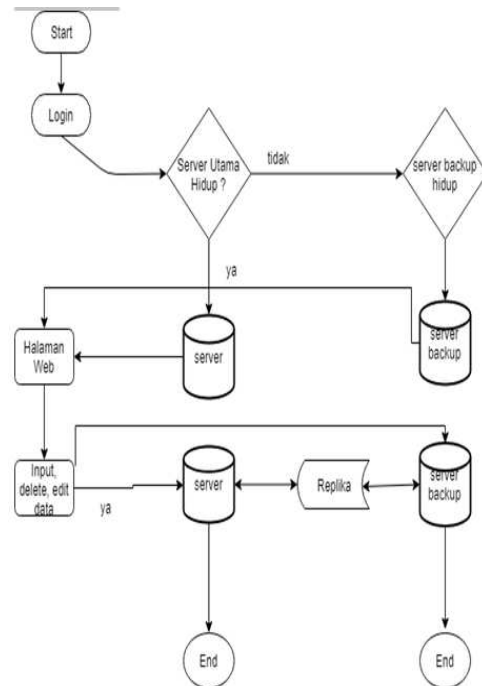 Start
Login
Server Utama
Hidup ?
tidak
server backup
hidup
ya
Halaman
Web
server
server
backup
Input,
delete, edit
data
ya
server
Replika
server
backup
End
End